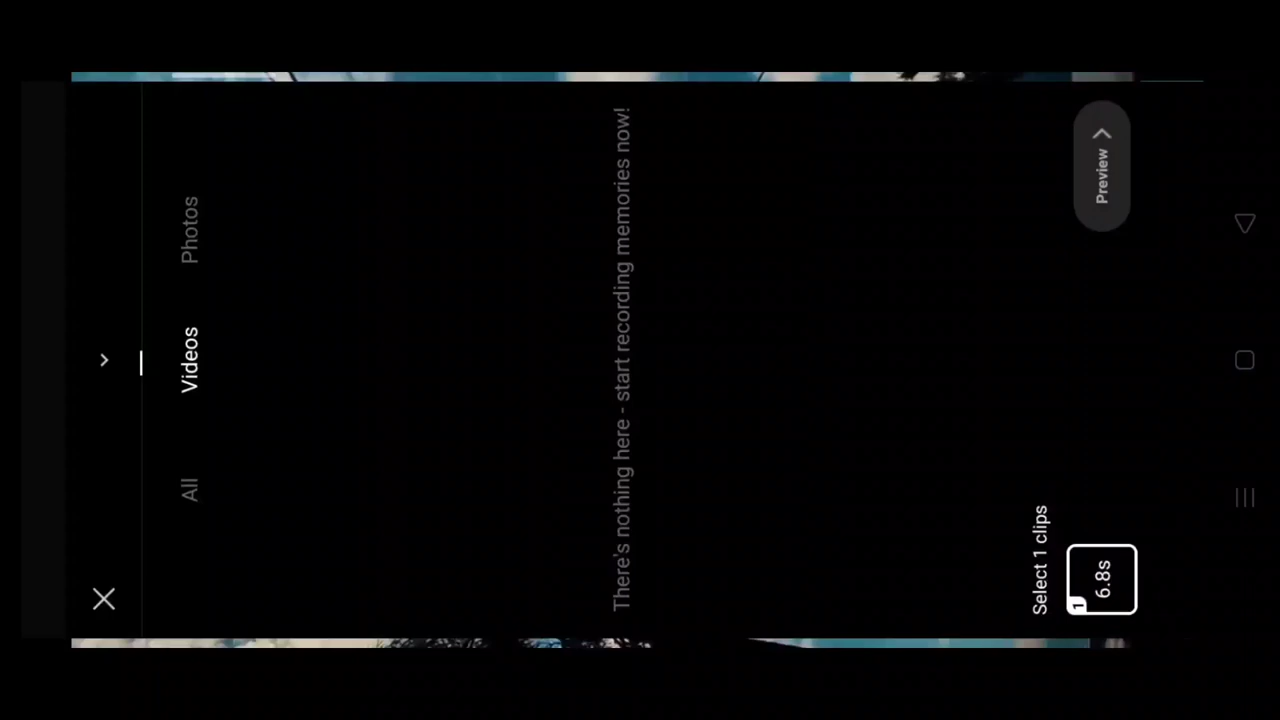 All
Videos
Photos
There's nothing here - start recording memories now!
Select 1 clips
1
6.8s
Preview